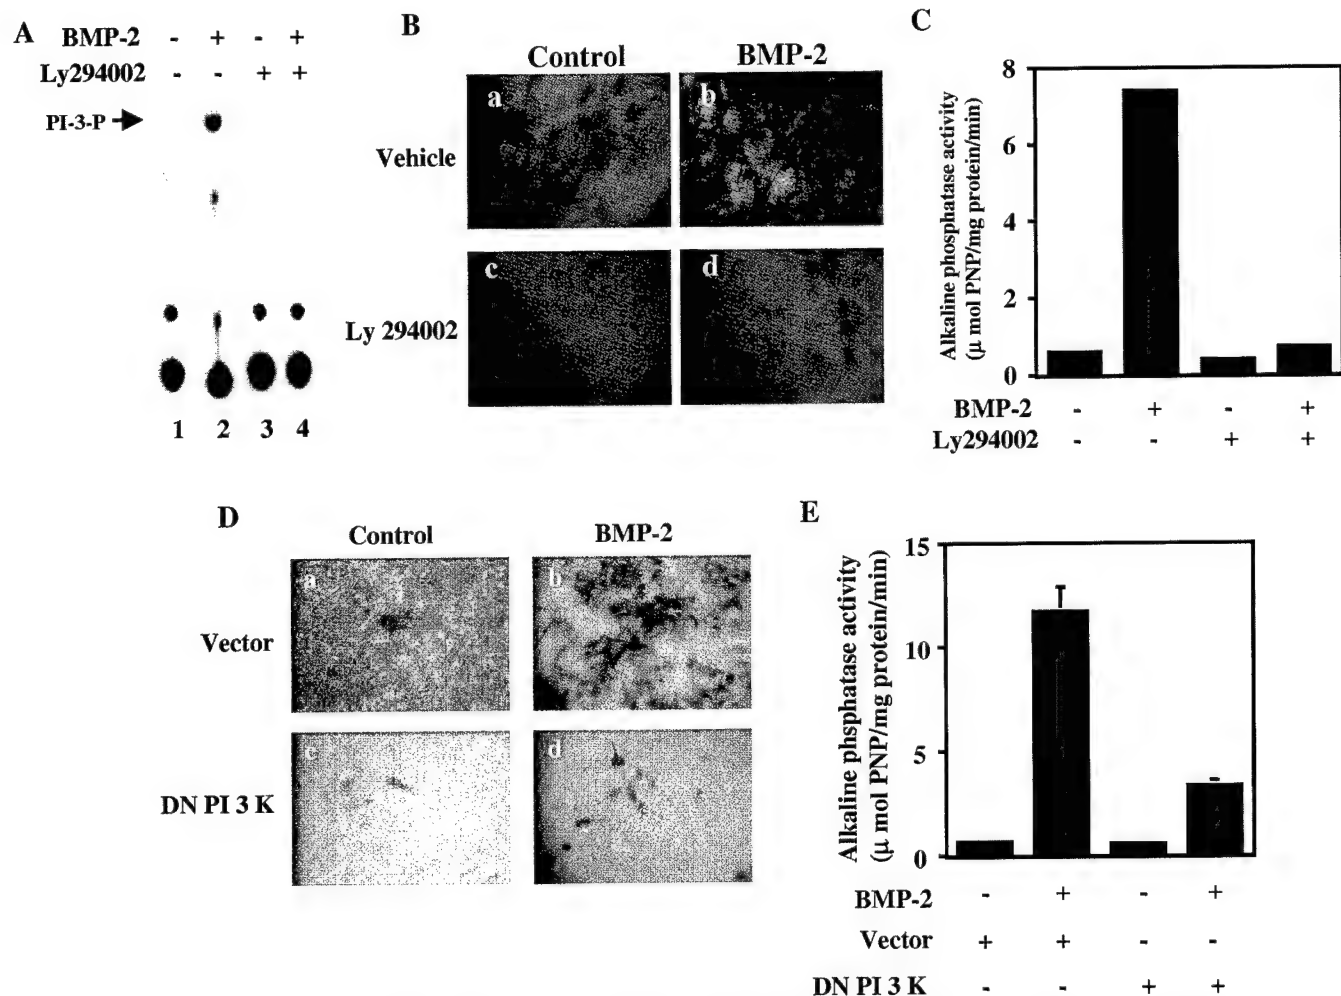 A
BMP-2 - + - +
Ly294002 - - + +
PI-3-P
1 2 3 4
B
Control BMP-2
Vehicle
a b
Ly 294002
c d
C
Alkaline phosphatase activity
(μ mol PNP/mg protein/min)
8
6
4
2
0
BMP-2 - + - +
Ly294002 - - + +
D
Control BMP-2
Vector
a b
DN PI 3 K
c d
E
Alkaline phsphatase activity
(μ mol PNP/mg protein/min)
15
10
5
0
BMP-2 - + - +
Vector + + - -
DN PI 3 K - - + +